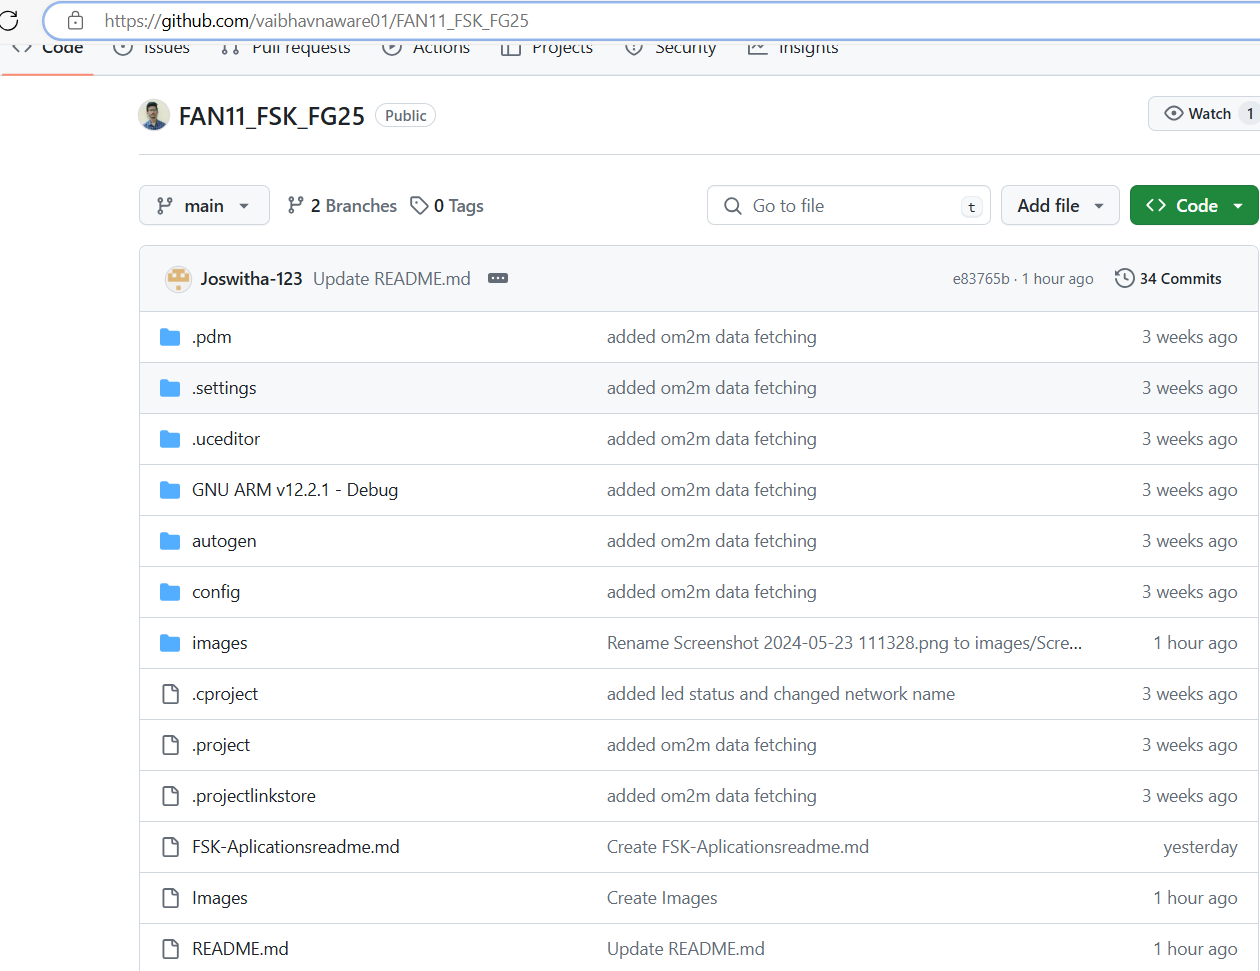 https://github.com/vaibhavnaware01/FAN11_FSK_FG25
Code Issues Pull requests Actions Projects Security Insights
FAN11_FSK_FG25 Public Watch 1
main 2 Branches 0 Tags Go to file t Add file Code
Joswitha-123 Update README.md e83765b · 1 hour ago 34 Commits
.pdm added om2m data fetching 3 weeks ago
.settings added om2m data fetching 3 weeks ago
.uceditor added om2m data fetching 3 weeks ago
GNU ARM v12.2.1 - Debug added om2m data fetching 3 weeks ago
autogen added om2m data fetching 3 weeks ago
config added om2m data fetching 3 weeks ago
images Rename Screenshot 2024-05-23 111328.png to images/Scre... 1 hour ago
.cproject added led status and changed network name 3 weeks ago
.project added om2m data fetching 3 weeks ago
.projectlinkstore added om2m data fetching 3 weeks ago
FSK-Aplicationsreadme.md Create FSK-Aplicationsreadme.md yesterday
Images Create Images 1 hour ago
README.md Update README.md 1 hour ago